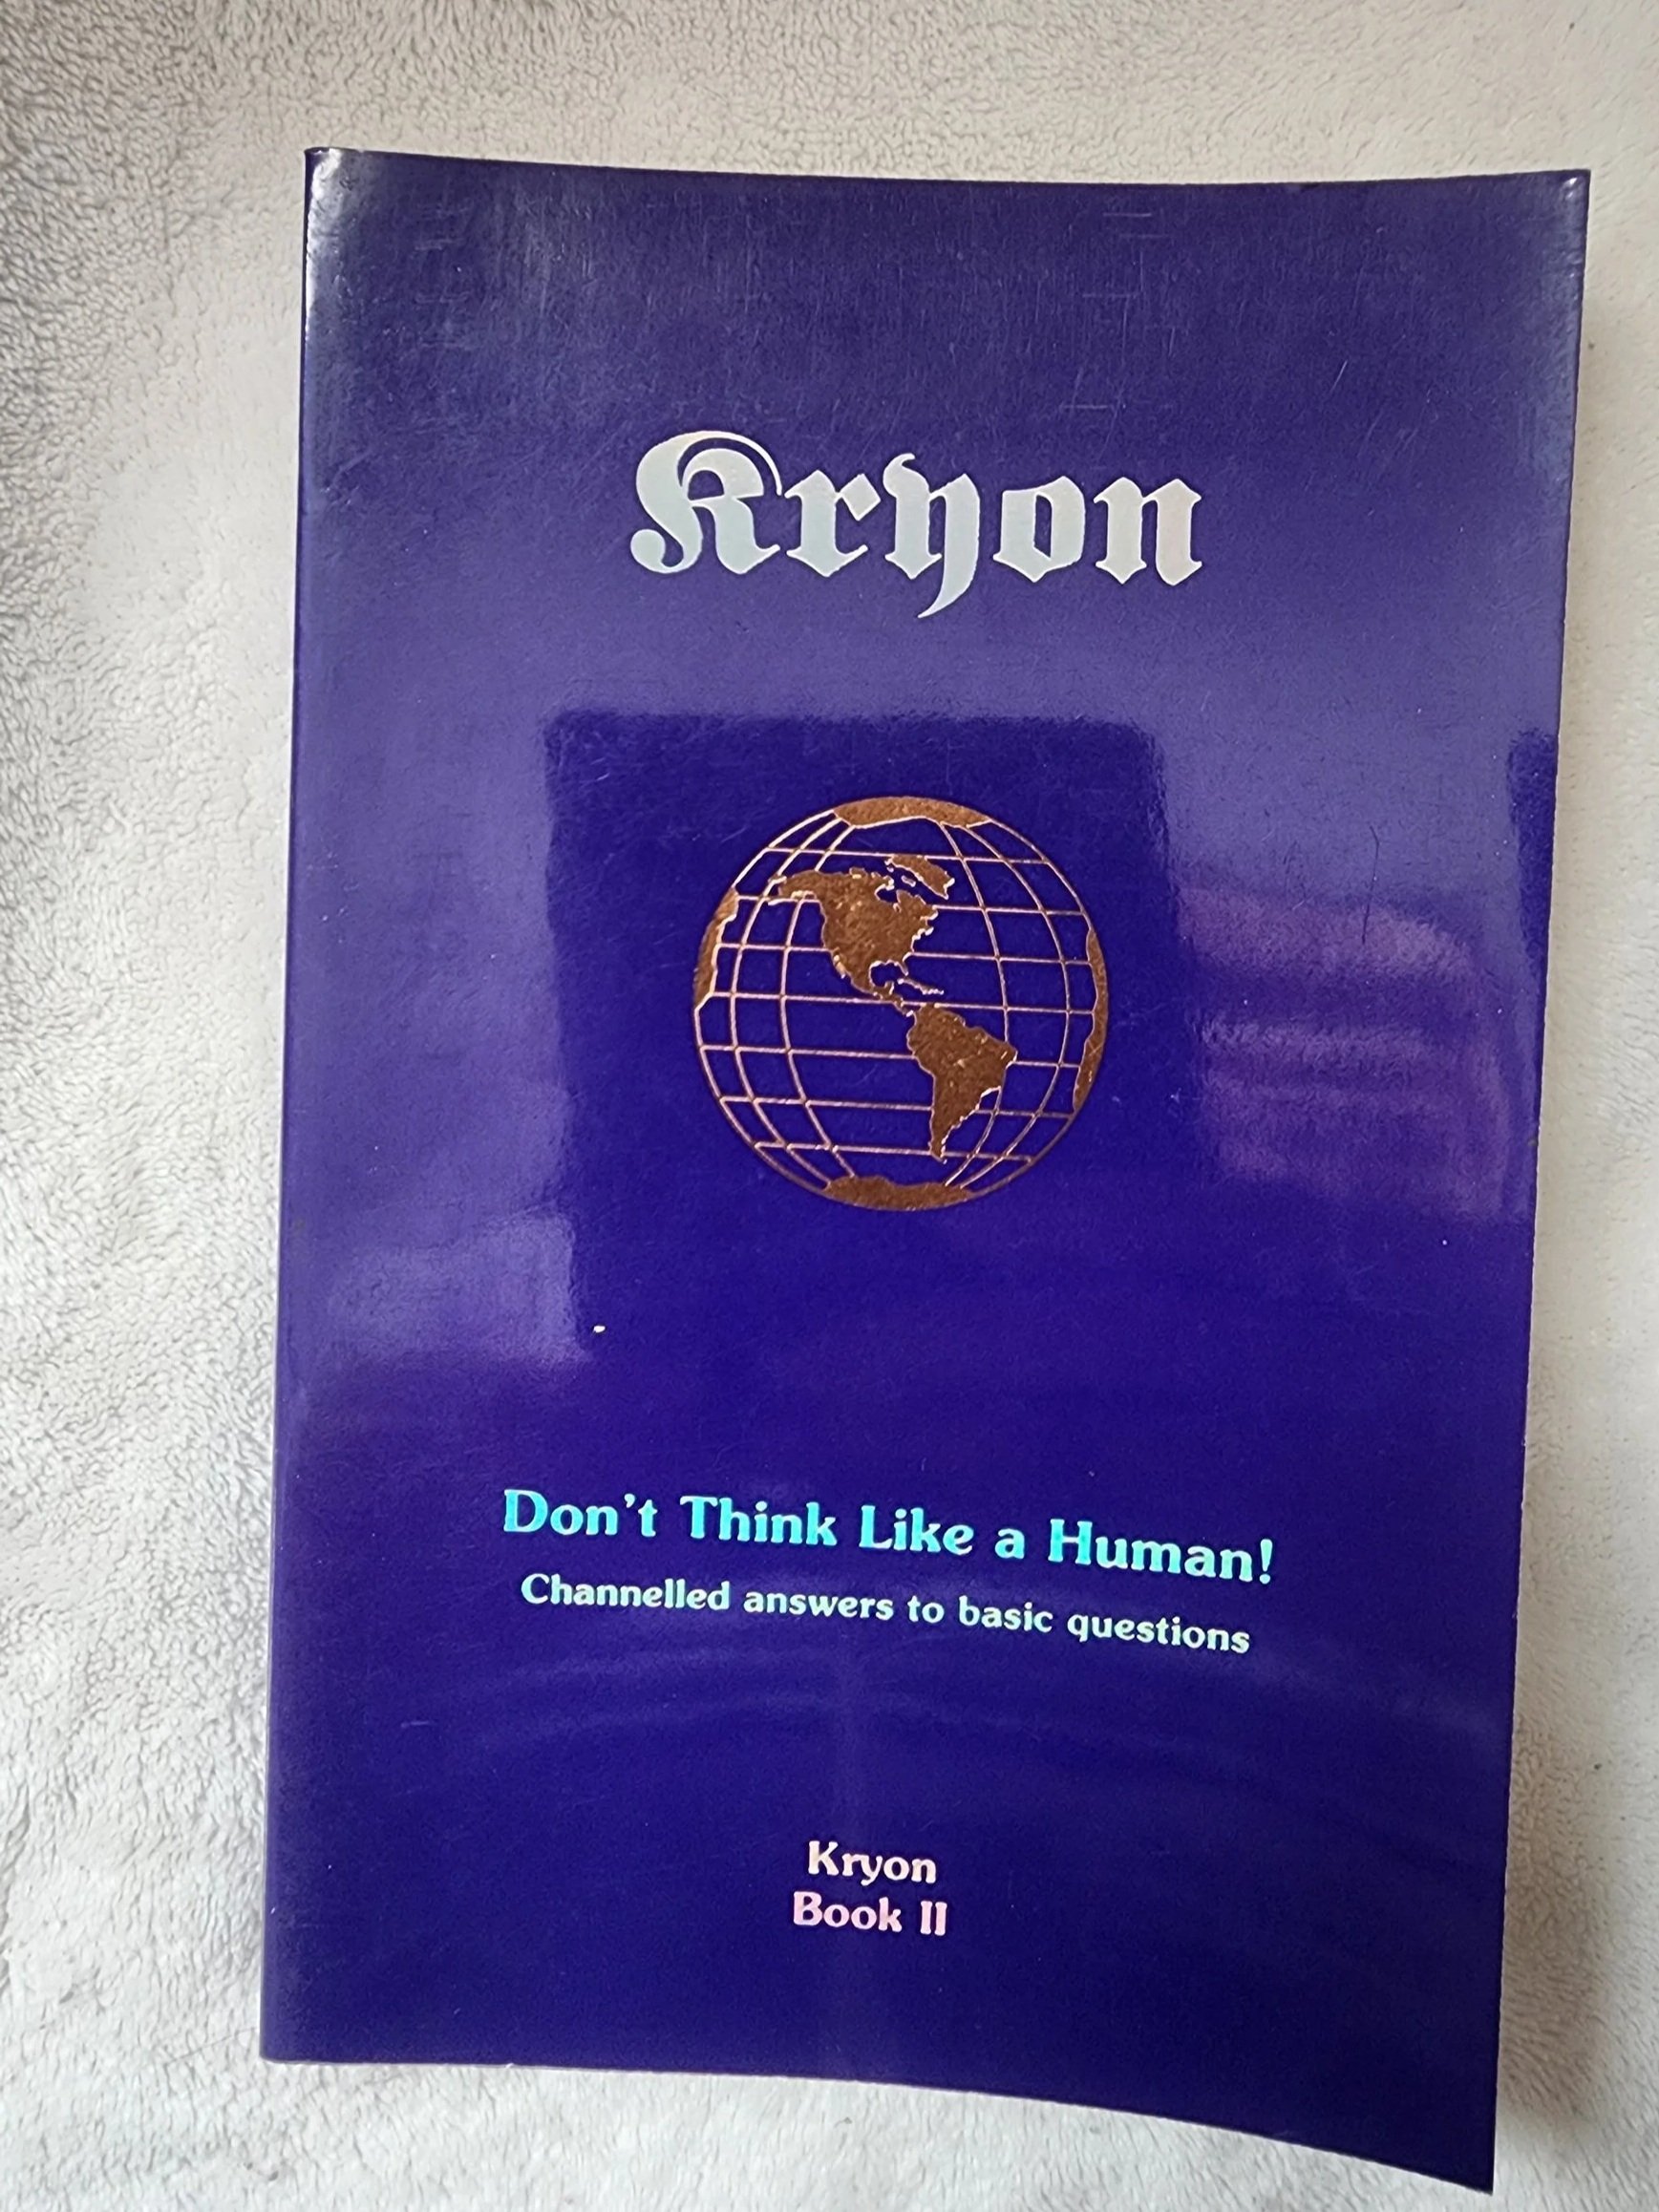 Kryon
Don't Think Like a Human!
Channelled answers to basic questions
Kryon
Book II